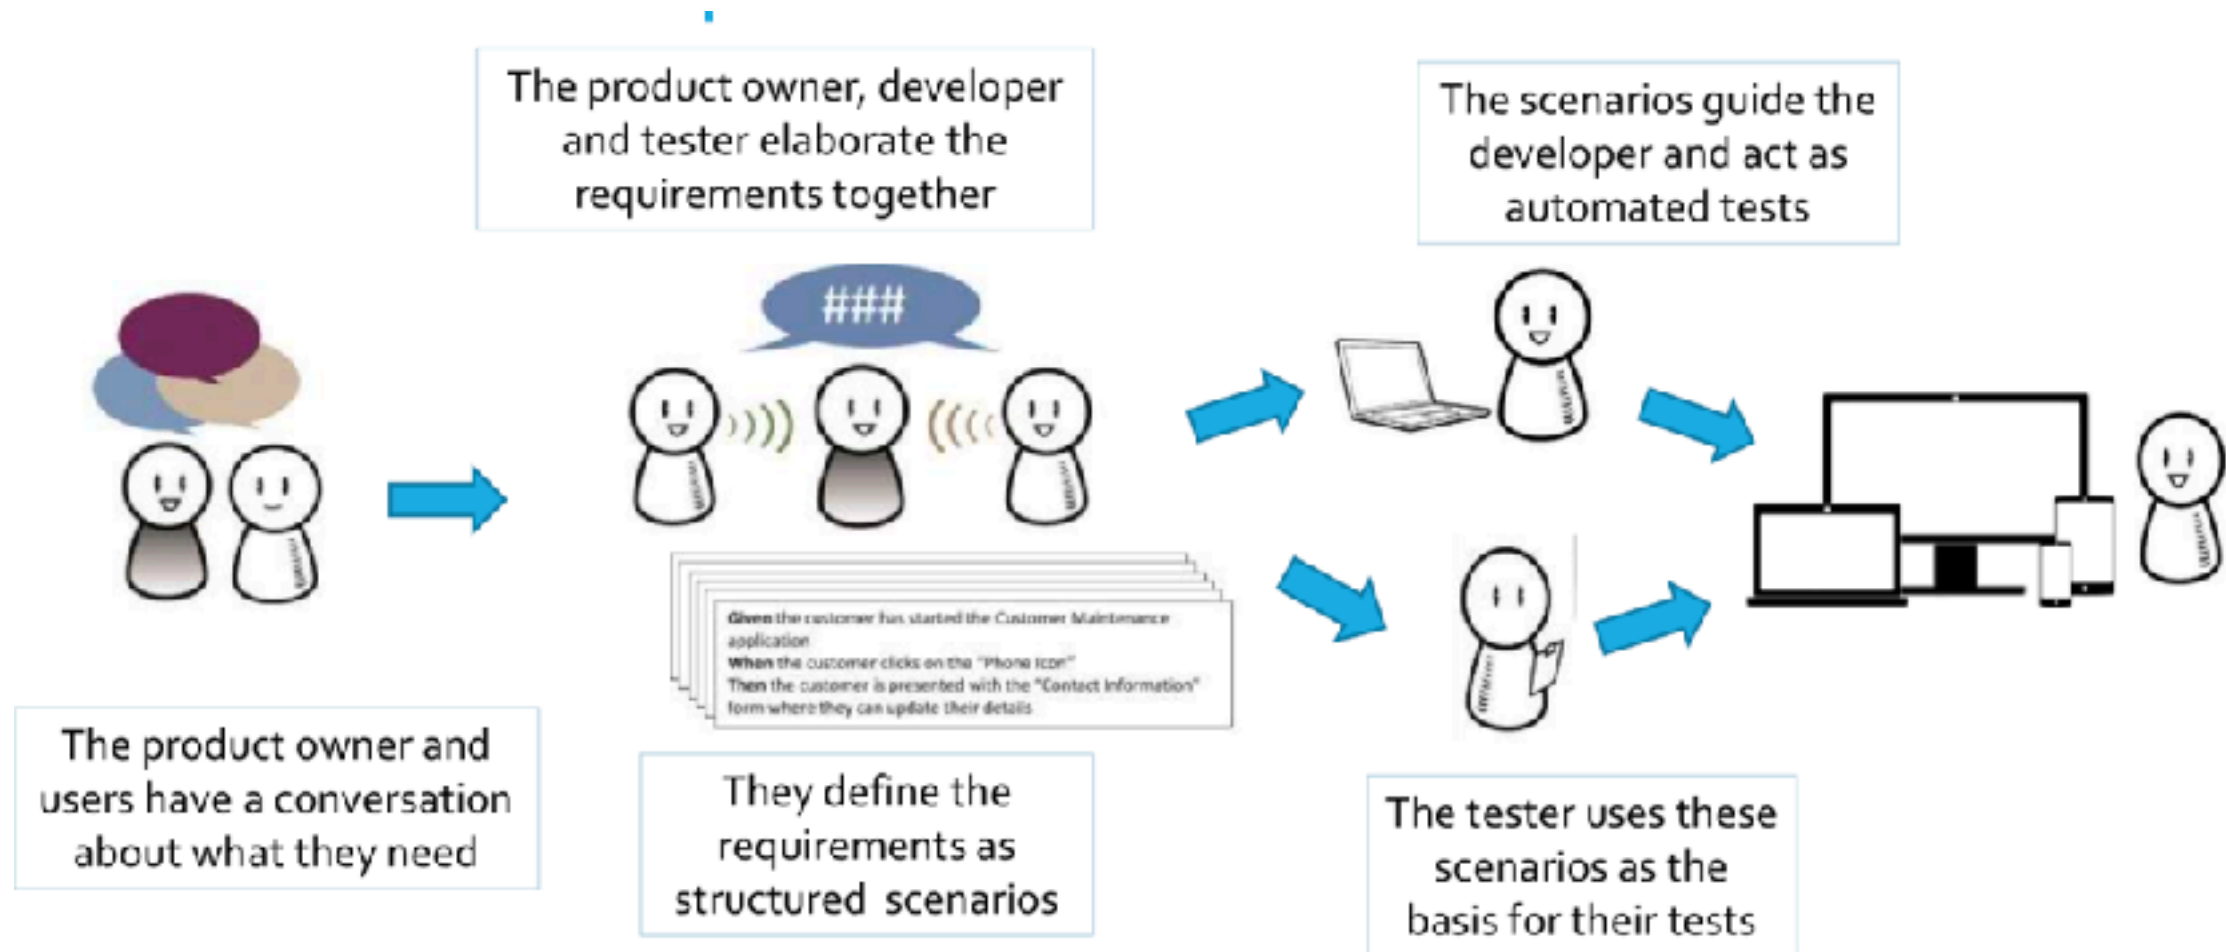 The product owner, developer
and tester elaborate the
requirements together
The scenarios guide the
developer and act as
automated tests
###
Given the customer has started the Customer Maintenance
application
When the customer clicks on the "Phone Icon"
Then the customer is presented with the "Contact Information"
form where they can update their details
The product owner and
users have a conversation
about what they need
They define the
requirements as
structured scenarios
The tester uses these
scenarios as the
basis for their tests